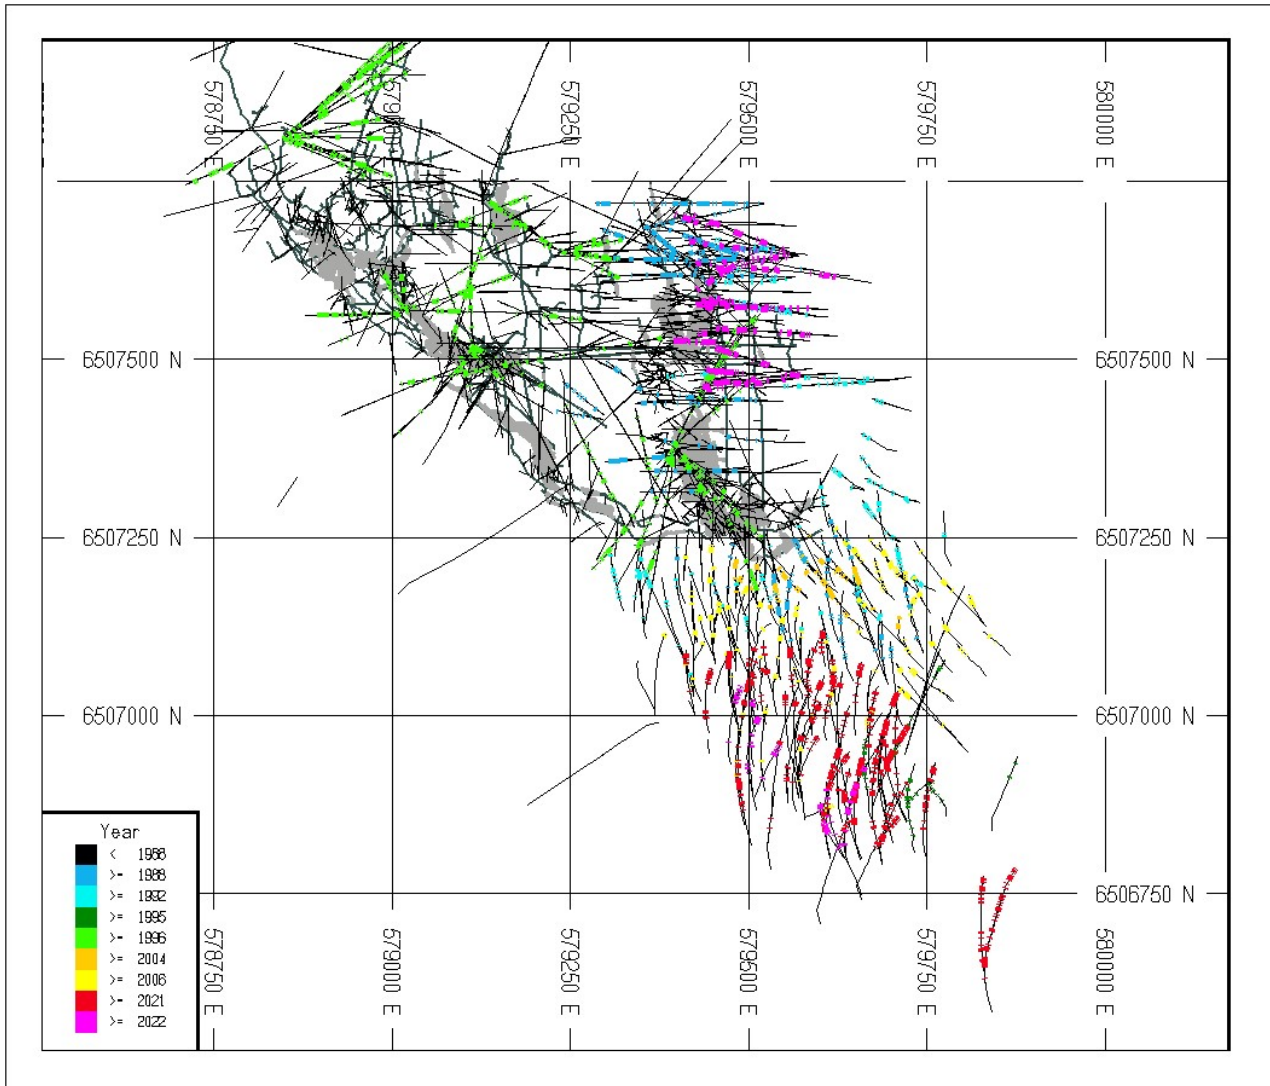 578750 E
579000 E
579250 E
579500 E
579750 E
580000 E
6507500 N
6507500 N
6507250 N
6507250 N
6507000 N
6507000 N
6506750 N
578750 E
579000 E
579250 E
579500 E
579750 E
580000 E
Year
< 1988
>= 1988
>= 1992
>= 1995
>= 1996
>= 2004
>= 2006
>= 2021
>= 2022